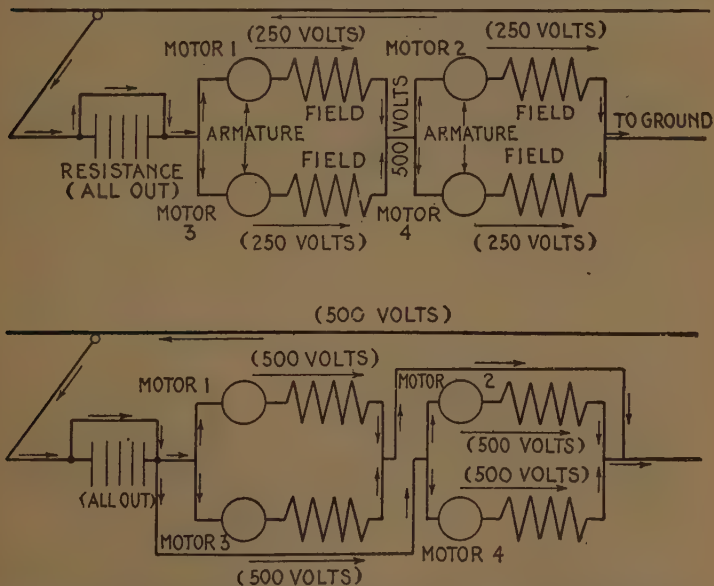 (250 VOLTS)
(250 VOLTS)
MOTOR 1
MOTOR 2
FIELD
FIELD
ARMATURE
500 VOLTS
ARMATURE
TO GROUND
FIELD
FIELD
RESISTANCE
(ALL OUT)
MOTOR
3
MOTOR
4
(250 VOLTS)
(250 VOLTS)
(500 VOLTS)
(500 VOLTS)
MOTOR 1
MOTOR
2
(500 VOLTS)
(500 VOLTS)
(ALL OUT)
MOTOR 3
MOTOR 4
(500 VOLTS)